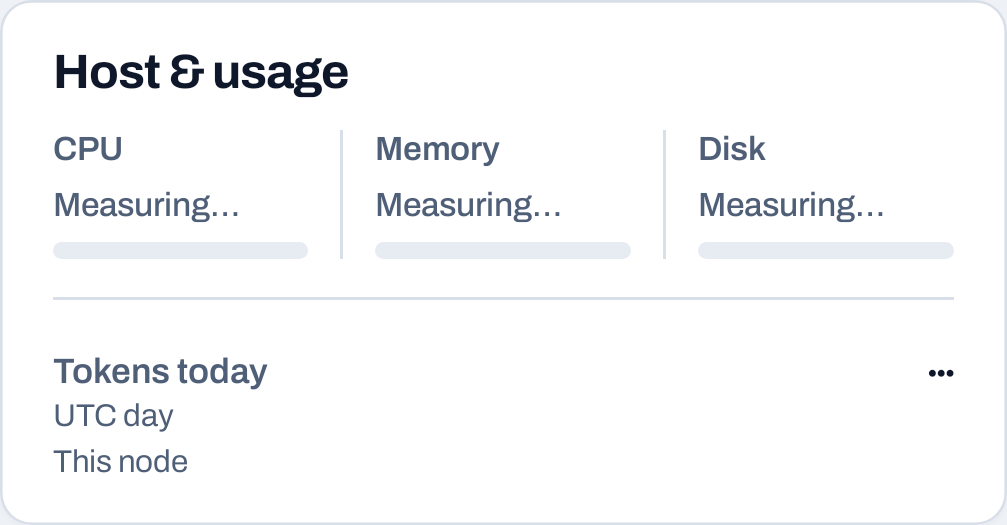 Host & usage
CPU
Memory
Disk
Measuring…
Measuring…
Measuring…
Tokens today
…
UTC day
This node